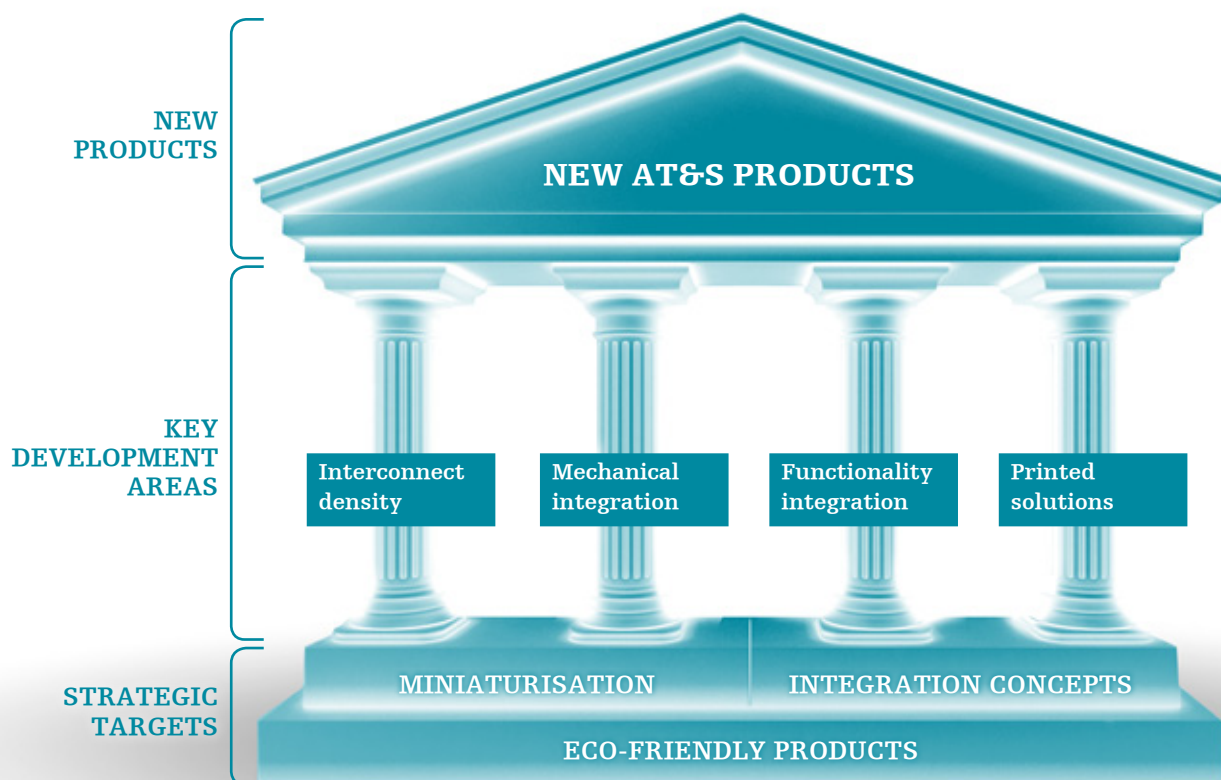 NEW
PRODUCTS
NEW AT&S PRODUCTS
KEY
DEVELOPMENT
AREAS
Interconnect
density
Mechanical
integration
Functionality
integration
Printed
solutions
STRATEGIC
TARGETS
MINIATURISATION
INTEGRATION CONCEPTS
ECO-FRIENDLY PRODUCTS